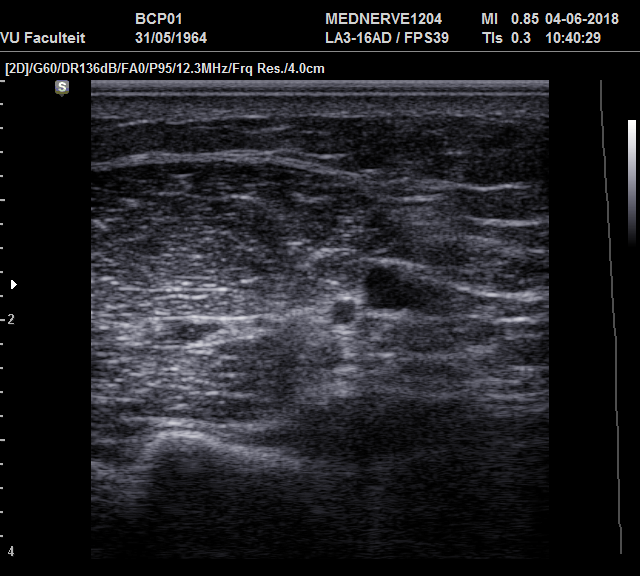 BCP01 MEDNERVE1204 MI 0.85 04-06-2018
VU Faculteit 31/05/1964 LA3-16AD / FPS39 TIs 0.3 10:40:29
[2D]/G60/DR136dB/FA0/P95/12.3MHz/Frq Res./4.0cm
S
2
4